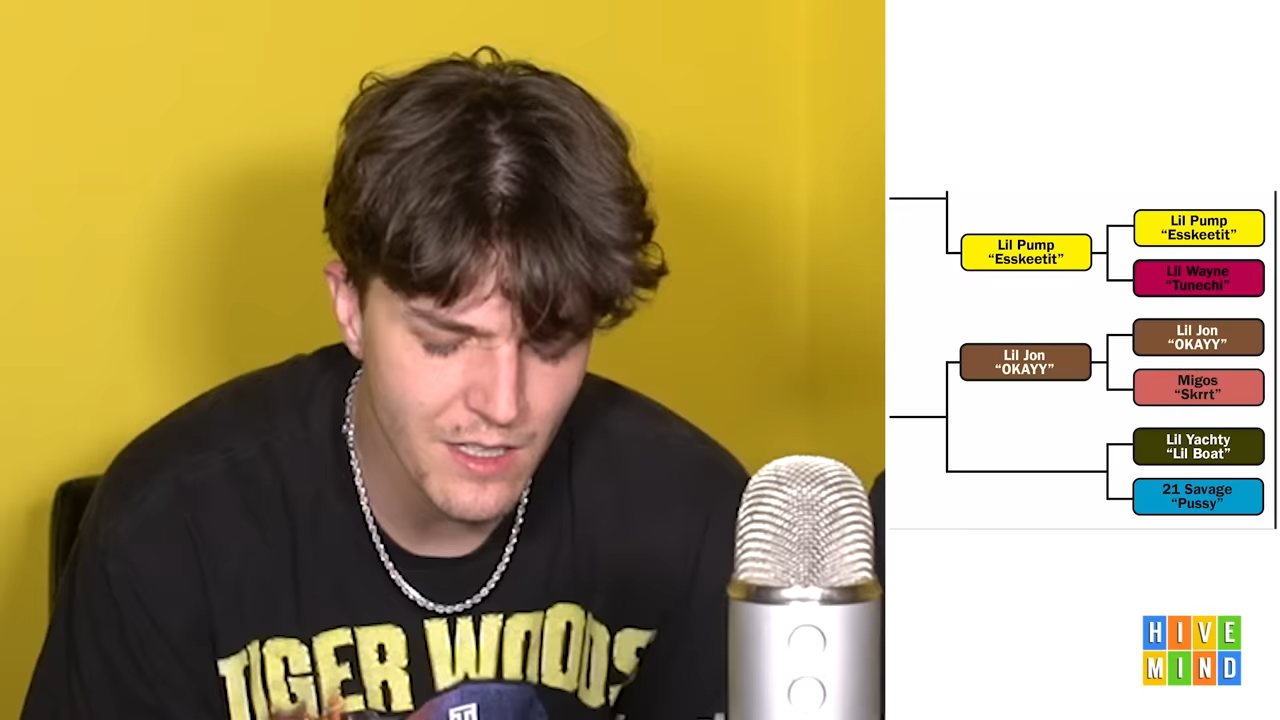 TIGER WOODS
Lil Pump
“Esskeetit”
Lil Pump
“Esskeetit”
Lil Wayne
“Tunechi”
Lil Jon
“OKAYY”
Lil Jon
“OKAYY”
Migos
“Skrrt”
Lil Yachty
“Lil Boat”
21 Savage
“Pussy”
HIVE
MIND